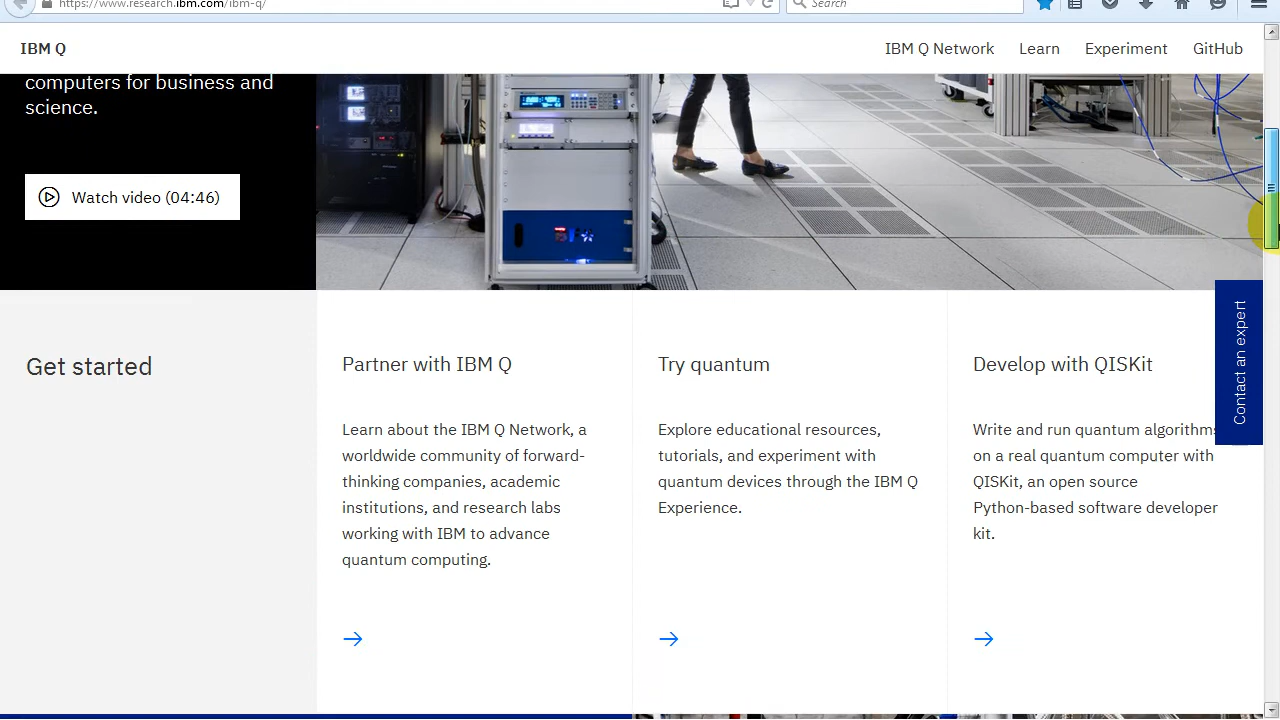 https://www.research.ibm.com/ibm-q/
Search
IBM Q
IBM Q Network
Learn
Experiment
GitHub
computers for business and
science.
Watch video (04:46)
Contact an expert
Get started
Partner with IBM Q
Learn about the IBM Q Network, a
worldwide community of forward-
thinking companies, academic
institutions, and research labs
working with IBM to advance
quantum computing.
Try quantum
Explore educational resources,
tutorials, and experiment with
quantum devices through the IBM Q
Experience.
Develop with QISKit
Write and run quantum algorithms
on a real quantum computer with
QISKit, an open source
Python-based software developer
kit.